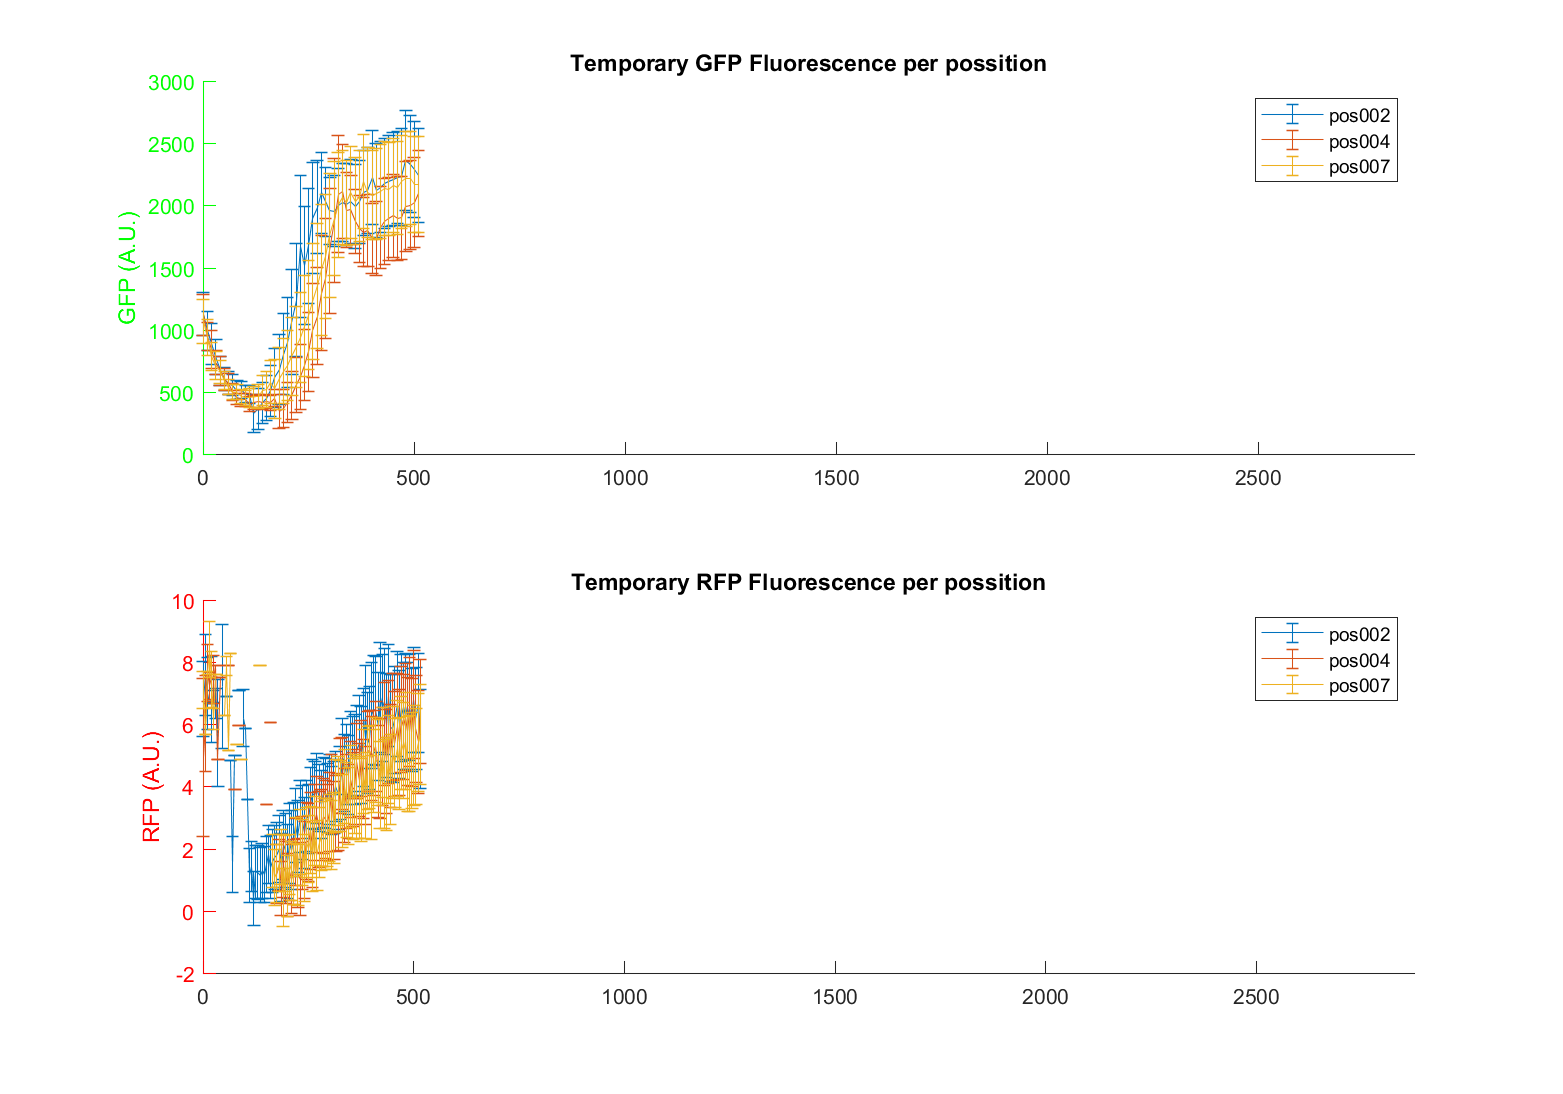 Temporary GFP Fluorescence per possition
3000
2500
2000
1500
1000
500
0
GFP (A.U.)
pos002
pos004
pos007
0 500 1000 1500 2000 2500
Temporary RFP Fluorescence per possition
10
8
6
4
2
0
-2
RFP (A.U.)
pos002
pos004
pos007
0 500 1000 1500 2000 2500